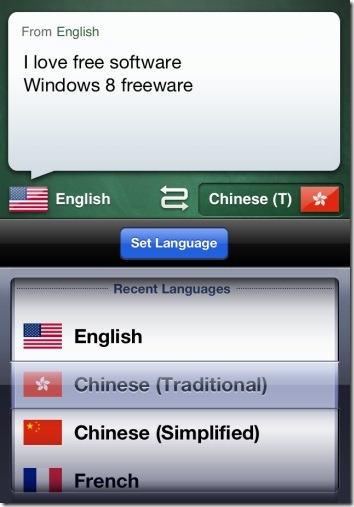 From English
I love free software
Windows 8 freeware
English
Chinese (T)
Set Language
Recent Languages
English
Chinese (Traditional)
Chinese (Simplified)
French